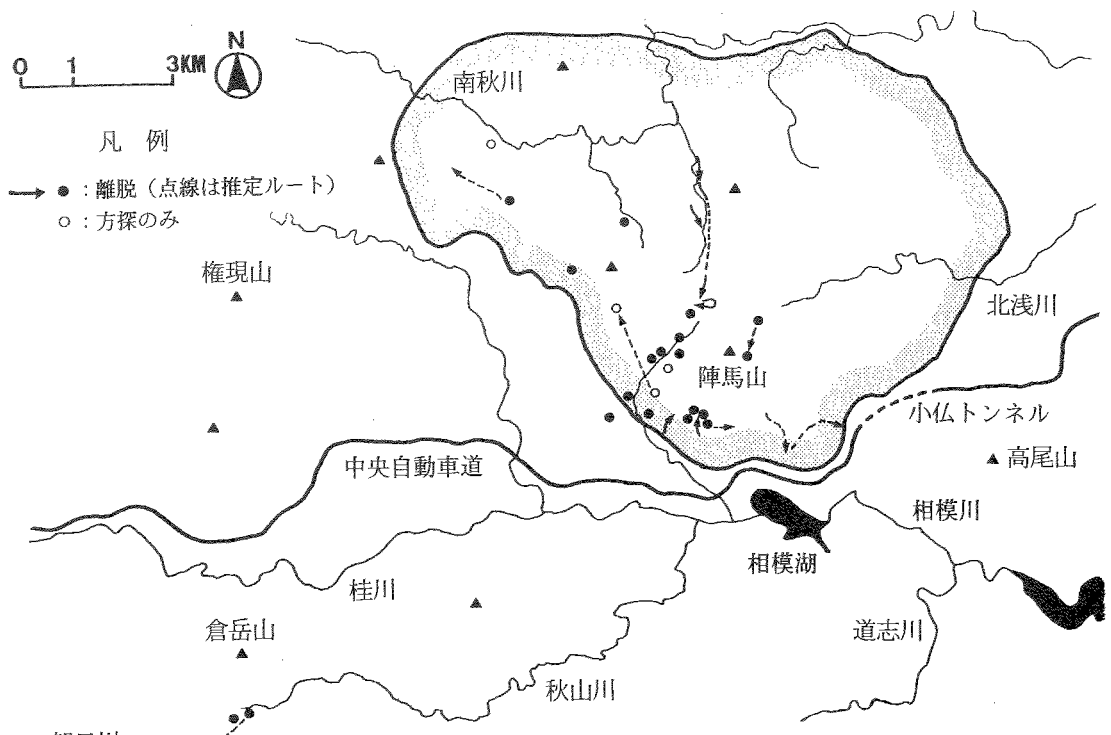 N
0 1 3KM
凡 例
: 離脱（点線は推定ルート）
: 方探のみ
南秋川
権現山
陣馬山
北浅川
小仏トンネル
高尾山
中央自動車道
相模川
相模湖
桂川
倉岳山
道志川
秋山川